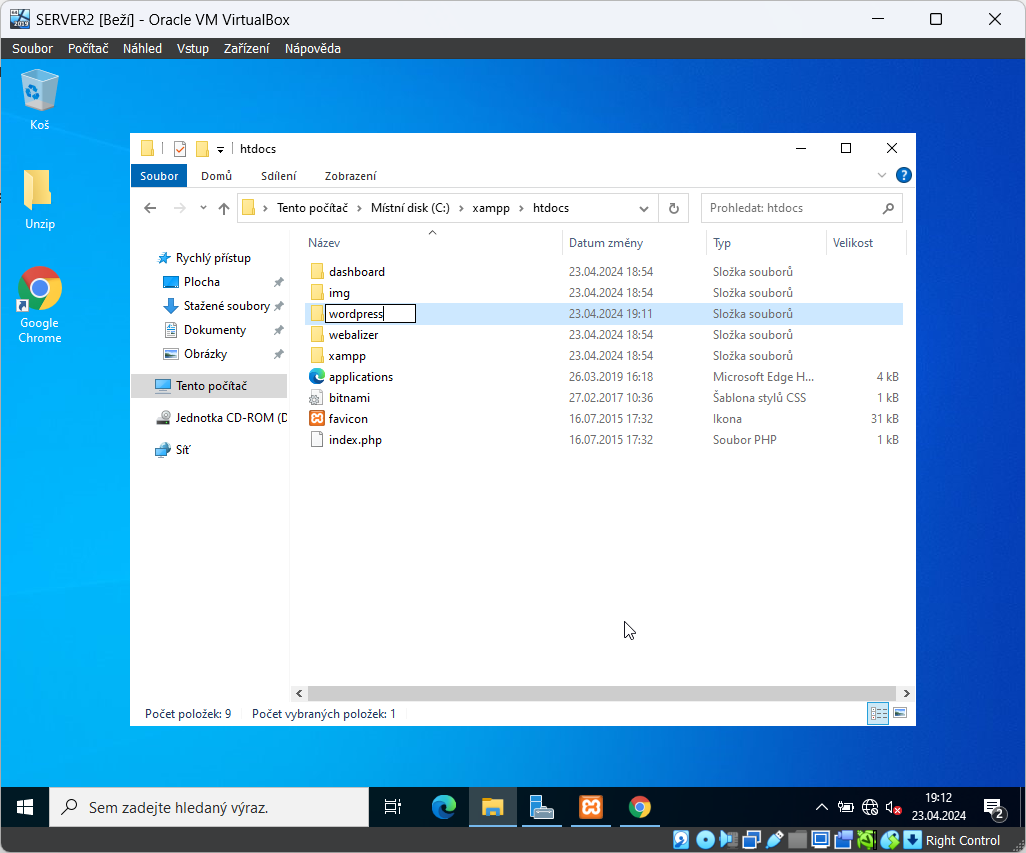 SERVER2 [Beží] - Oracle VM VirtualBox
Soubor Počítač Náhled Vstup Zařízení Nápověda
Koš
Unzip
Google
Chrome
htdocs
Soubor Domů Sdílení Zobrazení
Tento počítač Místní disk (C:) xampp htdocs
Prohledat: htdocs
Rychlý přístup
Plocha
Stažené soubory
Dokumenty
Obrázky
Tento počítač
Jednotka CD-ROM (D
Síť
Název Datum změny Typ Velikost
dashboard 23.04.2024 18:54 Složka souborů
img 23.04.2024 18:54 Složka souborů
wordpress 23.04.2024 19:11 Složka souborů
webalizer 23.04.2024 18:54 Složka souborů
xampp 23.04.2024 18:54 Složka souborů
applications 26.03.2019 16:18 Microsoft Edge H... 4 kB
bitnami 27.02.2017 10:36 Šablona stylů CSS 1 kB
favicon 16.07.2015 17:32 Ikona 31 kB
index.php 16.07.2015 17:32 Soubor PHP 1 kB
Počet položek: 9 Počet vybraných položek: 1
Sem zadejte hledaný výraz.
19:12
23.04.2024
2
Right Control